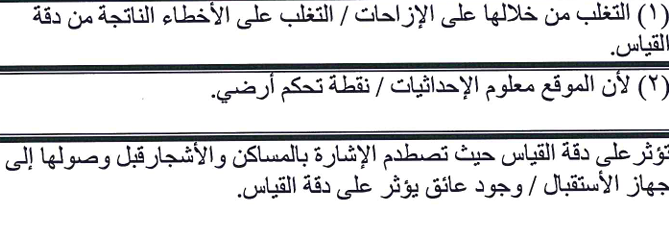 (١) التغلب من خلالها على الإزاحات / التغلب على الأخطاء الناتجة من دقة
القياس.
(٢) لأن الموقع معلوم الإحداثيات / نقطة تحكم أرضي.
تؤثر على دقة القياس حيث تصطدم الإشارة بالمساكن والأشجارقبل وصولها إلى
جهاز الأستقبال / وجود عائق يؤثر على دقة القياس.